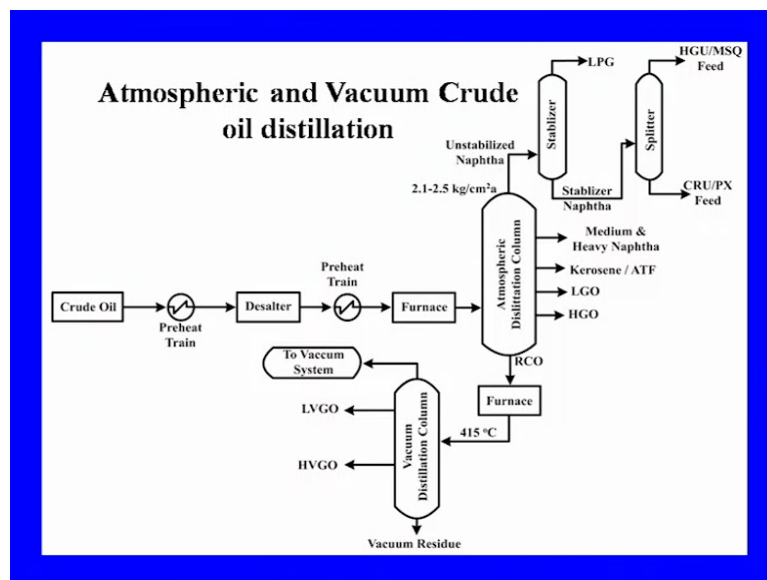 Atmospheric and Vacuum Crude
oil distillation
LPG
HGU/MSQ
Feed
Stablizer
Splitter
Unstabilized
Naphtha
2.1-2.5 kg/cm²a
Stablizer
Naphtha
CRU/PX
Feed
Atmospheric
Dislittation Column
Medium &
Heavy Naphtha
Kerosene / ATF
LGO
HGO
Crude Oil
Preheat
Train
Desalter
Preheat
Train
Furnace
RCO
Furnace
415 °C
To Vaccum
System
LVGO
HVGO
Vacuum
Distillation Column
Vacuum Residue